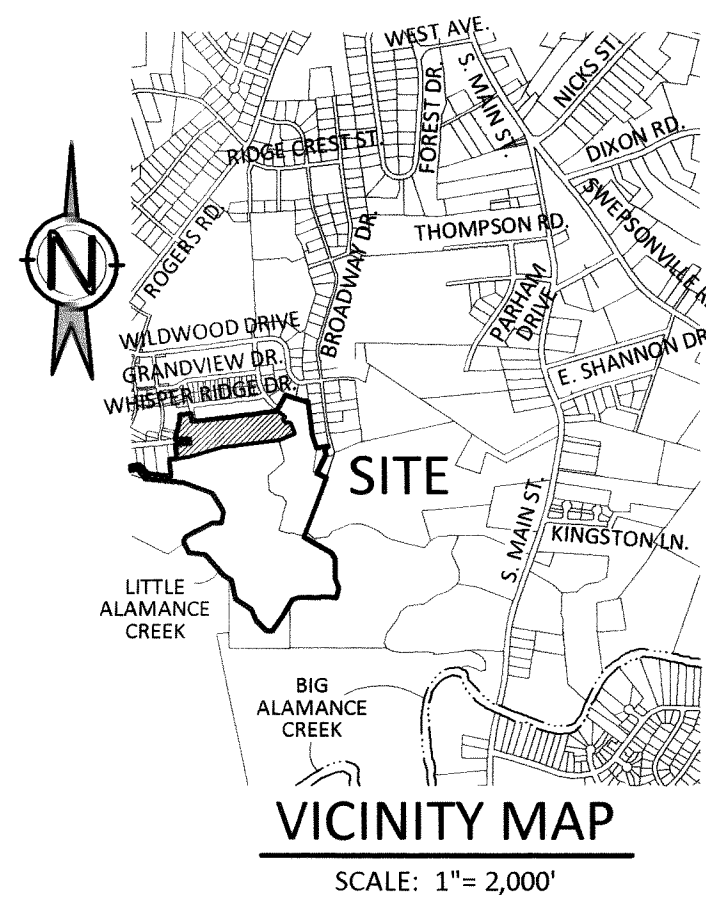 WEST AVE.
NICKS ST.
S. MAIN ST.
FOREST DR.
RIDGE CREST ST.
DIXON RD.
SWEPSONVILLE R
THOMPSON RD.
ROGERS RD.
BROADWAY DR.
PARHAM
DRIVE
N
WILDWOOD DRIVE
GRANDVIEW DR.
WHISPER RIDGE DR.
E. SHANNON DR
SITE
S. MAIN ST.
KINGSTON LN.
LITTLE
ALAMANCE
CREEK
BIG
ALAMANCE
CREEK
VICINITY MAP
SCALE: 1"= 2,000'